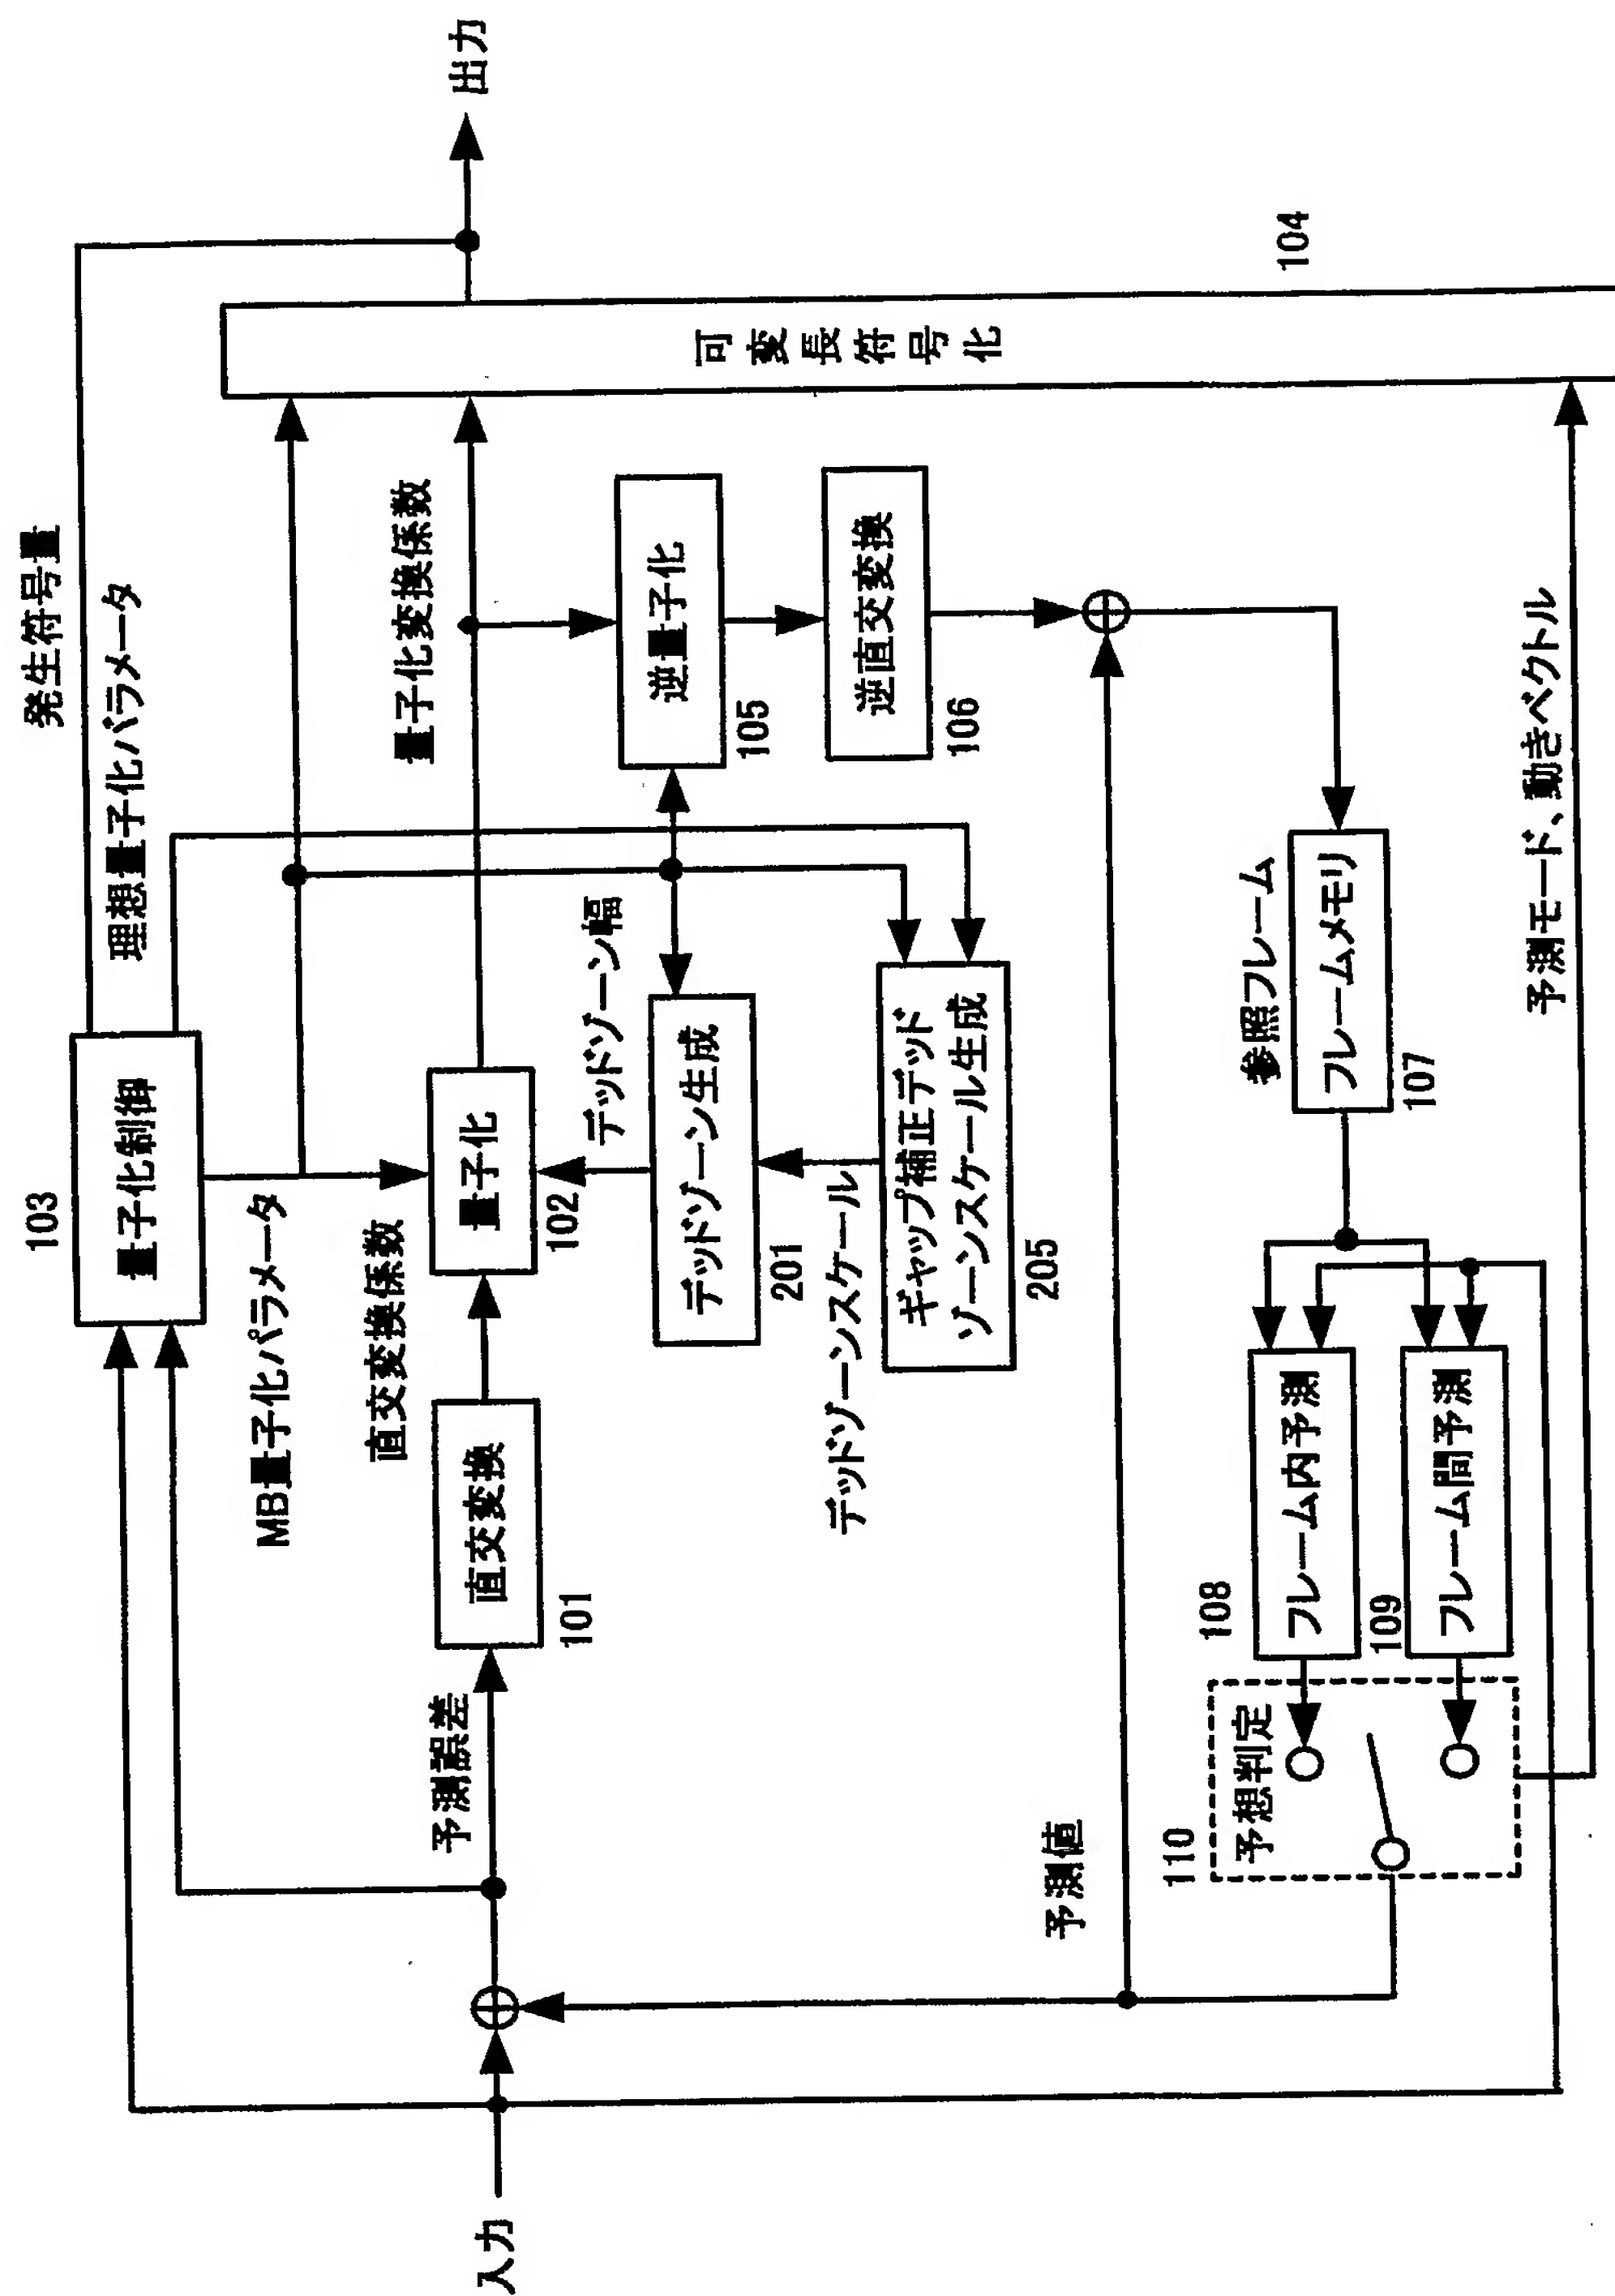 発生符号量
理想量子化パラメータ
103
量子化制御
MB量子化パラメータ
直交変換係数
量子化変換係数
出力
入力
予測誤差
直交変換
101
量子化
102
デッドゾーン幅
デッドゾーン生成
201
デッドゾーンスケール
ギャップ補正デッド
ゾーンスケール生成
205
逆量子化
105
逆直交変換
106
可変長符号化
104
予測値
参照フレーム
フレームメモリ
107
108
フレーム内予測
109
フレーム間予測
110
予想判定
予測モード、動きベクトル